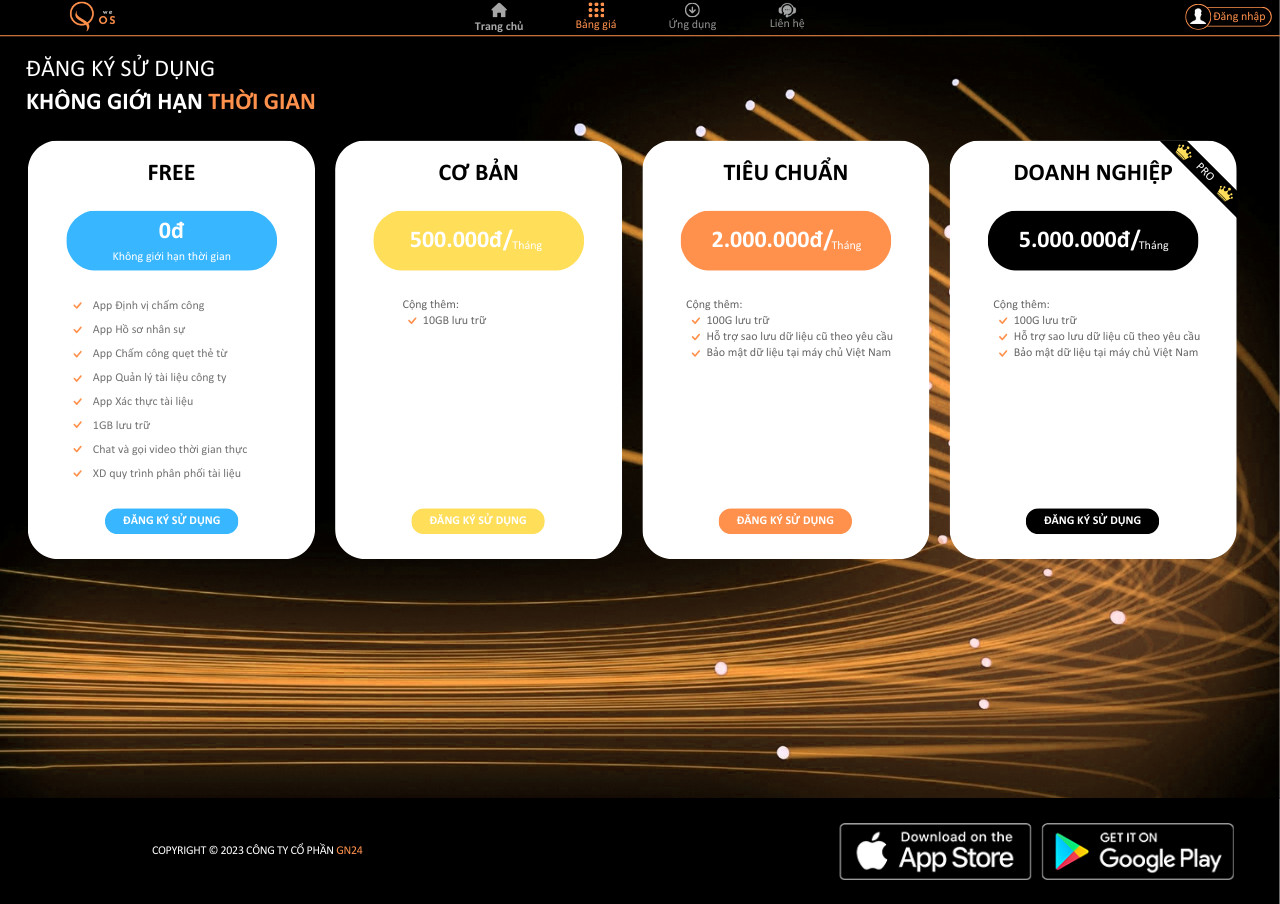 we
os
Trang chủ
Bảng giá
Ứng dụng
Liên hệ
Đăng nhập
ĐĂNG KÝ SỬ DỤNG
KHÔNG GIỚI HẠN THỜI GIAN
FREE
0đ
Không giới hạn thời gian
App Định vị chấm công
App Hồ sơ nhân sự
App Chấm công quẹt thẻ từ
App Quản lý tài liệu công ty
App Xác thực tài liệu
1GB lưu trữ
Chat và gọi video thời gian thực
XD quy trình phân phối tài liệu
ĐĂNG KÝ SỬ DỤNG
CƠ BẢN
500.000đ/Tháng
Cộng thêm:
10GB lưu trữ
ĐĂNG KÝ SỬ DỤNG
TIÊU CHUẨN
2.000.000đ/Tháng
Cộng thêm:
100G lưu trữ
Hỗ trợ sao lưu dữ liệu cũ theo yêu cầu
Bảo mật dữ liệu tại máy chủ Việt Nam
ĐĂNG KÝ SỬ DỤNG
DOANH NGHIỆP
PRO
5.000.000đ/Tháng
Cộng thêm:
100G lưu trữ
Hỗ trợ sao lưu dữ liệu cũ theo yêu cầu
Bảo mật dữ liệu tại máy chủ Việt Nam
ĐĂNG KÝ SỬ DỤNG
COPYRIGHT © 2023 CÔNG TY CỔ PHẦN GN24
Download on the
App Store
GET IT ON
Google Play